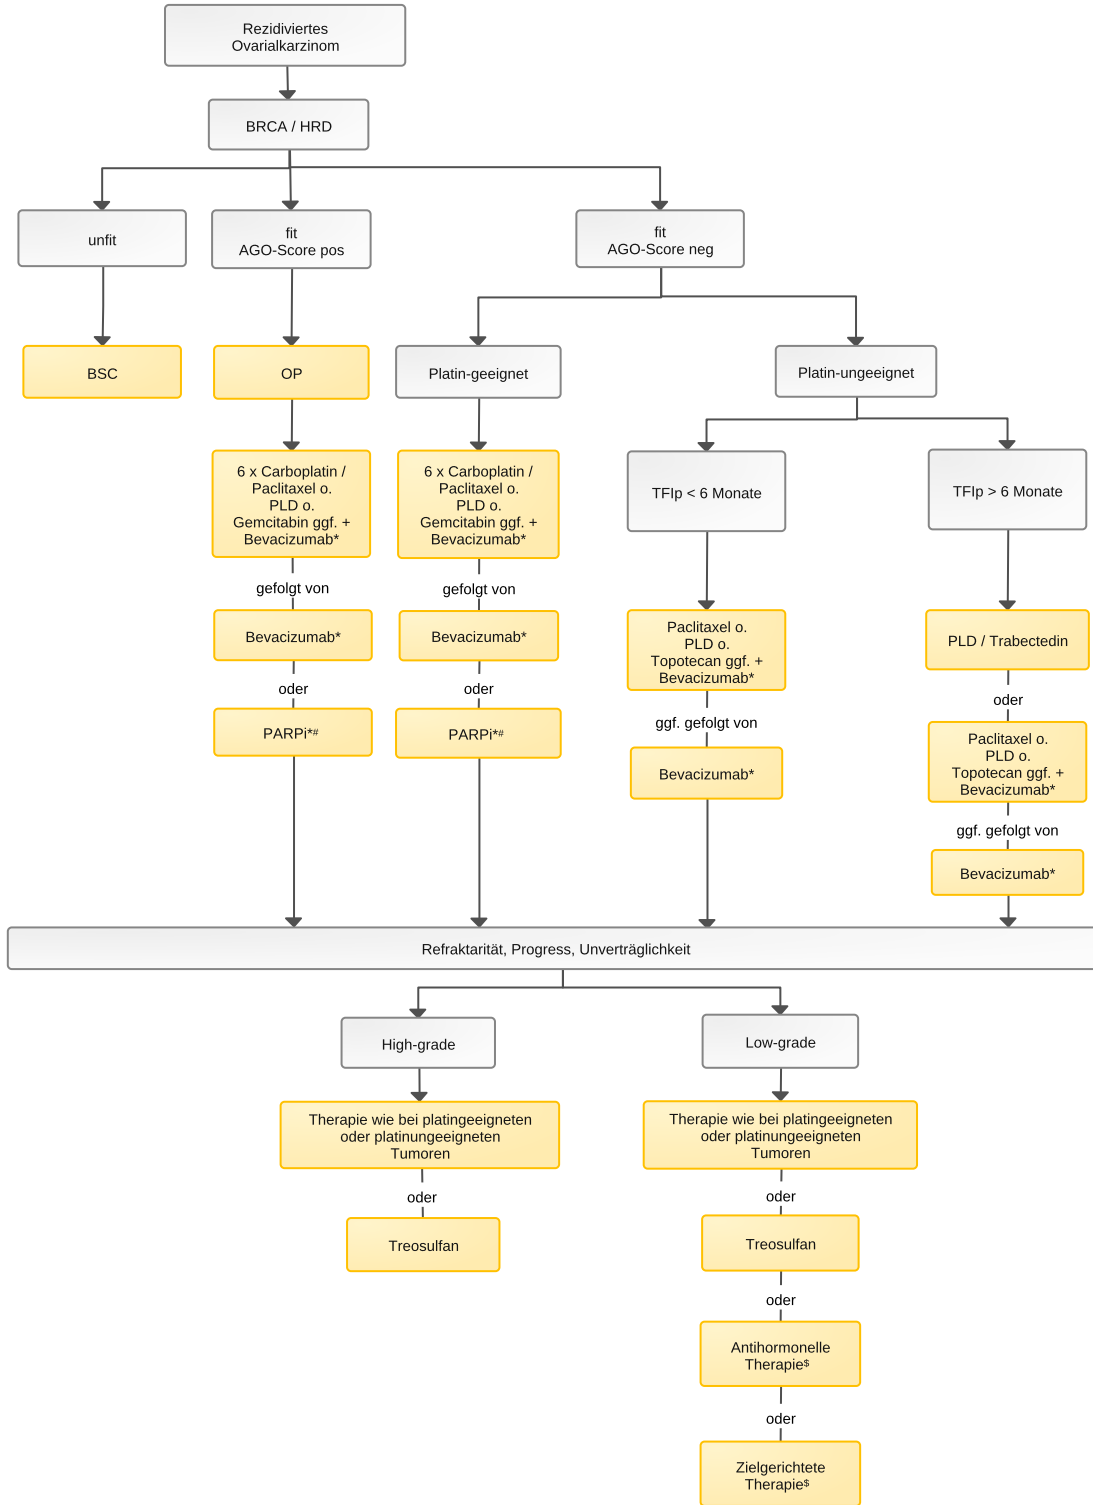 Rezidiviertes
Ovarialkarzinom
BRCA / HRD
unfit
fit
AGO-Score pos
fit
AGO-Score neg
BSC
OP
Platin-geeignet
Platin-ungeeignet
6 x Carboplatin /
Paclitaxel o.
PLD o.
Gemcitabin ggf. +
Bevacizumab*
gefolgt von
Bevacizumab*
oder
PARPi*#
6 x Carboplatin /
Paclitaxel o.
PLD o.
Gemcitabin ggf. +
Bevacizumab*
gefolgt von
Bevacizumab*
oder
PARPi*#
TFIp < 6 Monate
Paclitaxel o.
PLD o.
Topotecan ggf. +
Bevacizumab*
ggf. gefolgt von
Bevacizumab*
TFIp > 6 Monate
PLD / Trabectedin
oder
Paclitaxel o.
PLD o.
Topotecan ggf. +
Bevacizumab*
ggf. gefolgt von
Bevacizumab*
Refraktarität, Progress, Unverträglichkeit
High-grade
Therapie wie bei platingeeigneten
oder platinungeeigneten
Tumoren
oder
Treosulfan
Low-grade
Therapie wie bei platingeeigneten
oder platinungeeigneten
Tumoren
oder
Treosulfan
oder
Antihormonelle
Therapie$
oder
Zielgerichtete
Therapie$